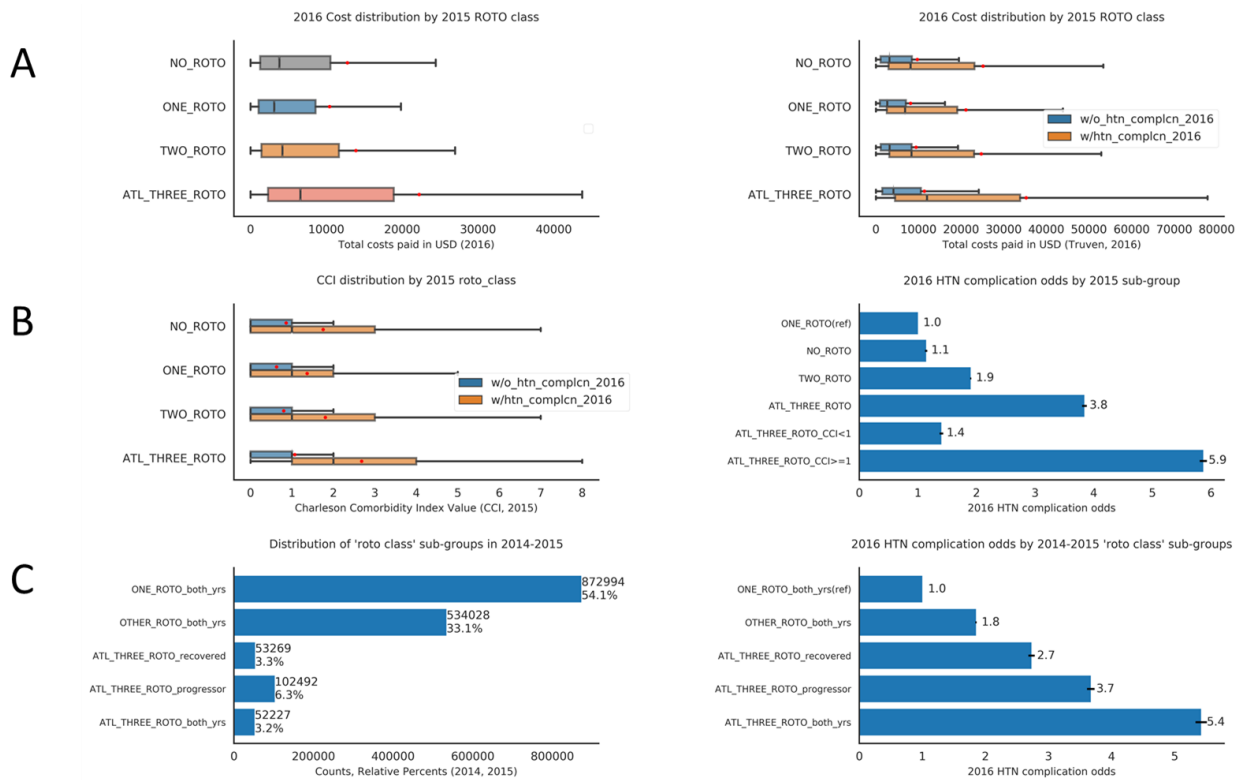 A
2016 Cost distribution by 2015 ROTO class
NO_ROTO
ONE_ROTO
TWO_ROTO
ATL_THREE_ROTO
0 10000 20000 30000 40000
Total costs paid in USD (2016)
2016 Cost distribution by 2015 ROTO class
NO_ROTO
ONE_ROTO
TWO_ROTO
ATL_THREE_ROTO
w/o_htn_complcn_2016
w/htn_complcn_2016
0 10000 20000 30000 40000 50000 60000 70000 80000
Total costs paid in USD (Truven, 2016)
B
CCI distribution by 2015 roto_class
NO_ROTO
ONE_ROTO
TWO_ROTO
ATL_THREE_ROTO
w/o_htn_complcn_2016
w/htn_complcn_2016
0 1 2 3 4 5 6 7 8
Charleson Comorbidity Index Value (CCI, 2015)
2016 HTN complication odds by 2015 sub-group
ONE_ROTO(ref) 1.0
NO_ROTO 1.1
TWO_ROTO 1.9
ATL_THREE_ROTO 3.8
ATL_THREE_ROTO_CCI<1 1.4
ATL_THREE_ROTO_CCI>=1 5.9
0 1 2 3 4 5 6
2016 HTN complication odds
C
Distribution of 'roto class' sub-groups in 2014-2015
ONE_ROTO_both_yrs 872994
54.1%
OTHER_ROTO_both_yrs 534028
33.1%
ATL_THREE_ROTO_recovered 53269
3.3%
ATL_THREE_ROTO_progressor 102492
6.3%
ATL_THREE_ROTO_both_yrs 52227
3.2%
0 200000 400000 600000 800000
Counts, Relative Percents (2014, 2015)
2016 HTN complication odds by 2014-2015 'roto class' sub-groups
ONE_ROTO_both_yrs(ref) 1.0
OTHER_ROTO_both_yrs 1.8
ATL_THREE_ROTO_recovered 2.7
ATL_THREE_ROTO_progressor 3.7
ATL_THREE_ROTO_both_yrs 5.4
0 1 2 3 4 5
2016 HTN complication odds